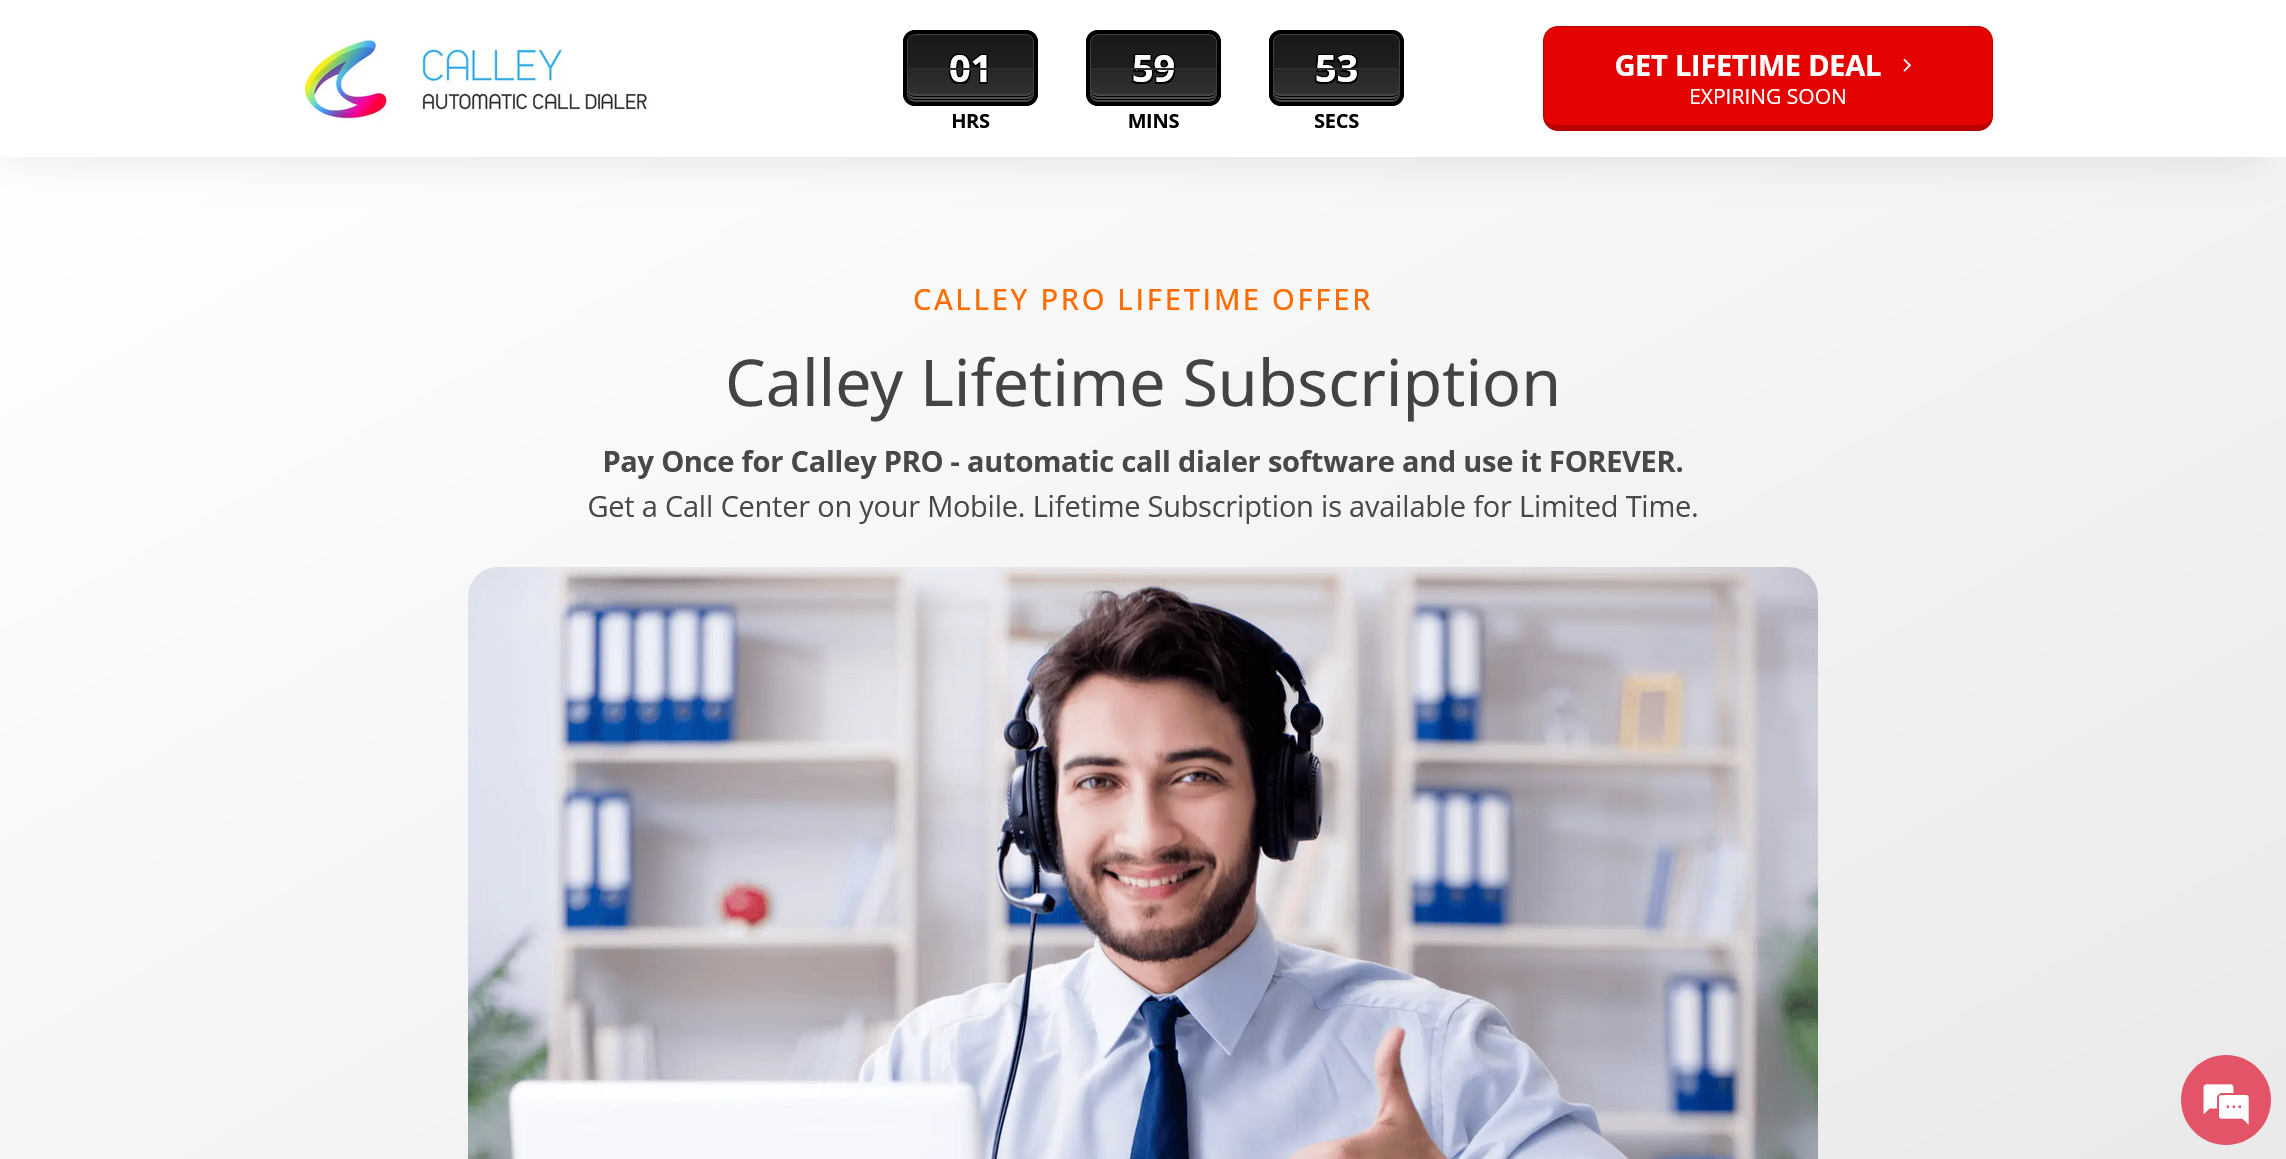 CALLEY
AUTOMATIC CALL DIALER
01 59 53
HRS MINS SECS
GET LIFETIME DEAL
EXPIRING SOON
CALLEY PRO LIFETIME OFFER
Calley Lifetime Subscription
Pay Once for Calley PRO - automatic call dialer software and use it FOREVER.
Get a Call Center on your Mobile. Lifetime Subscription is available for Limited Time.